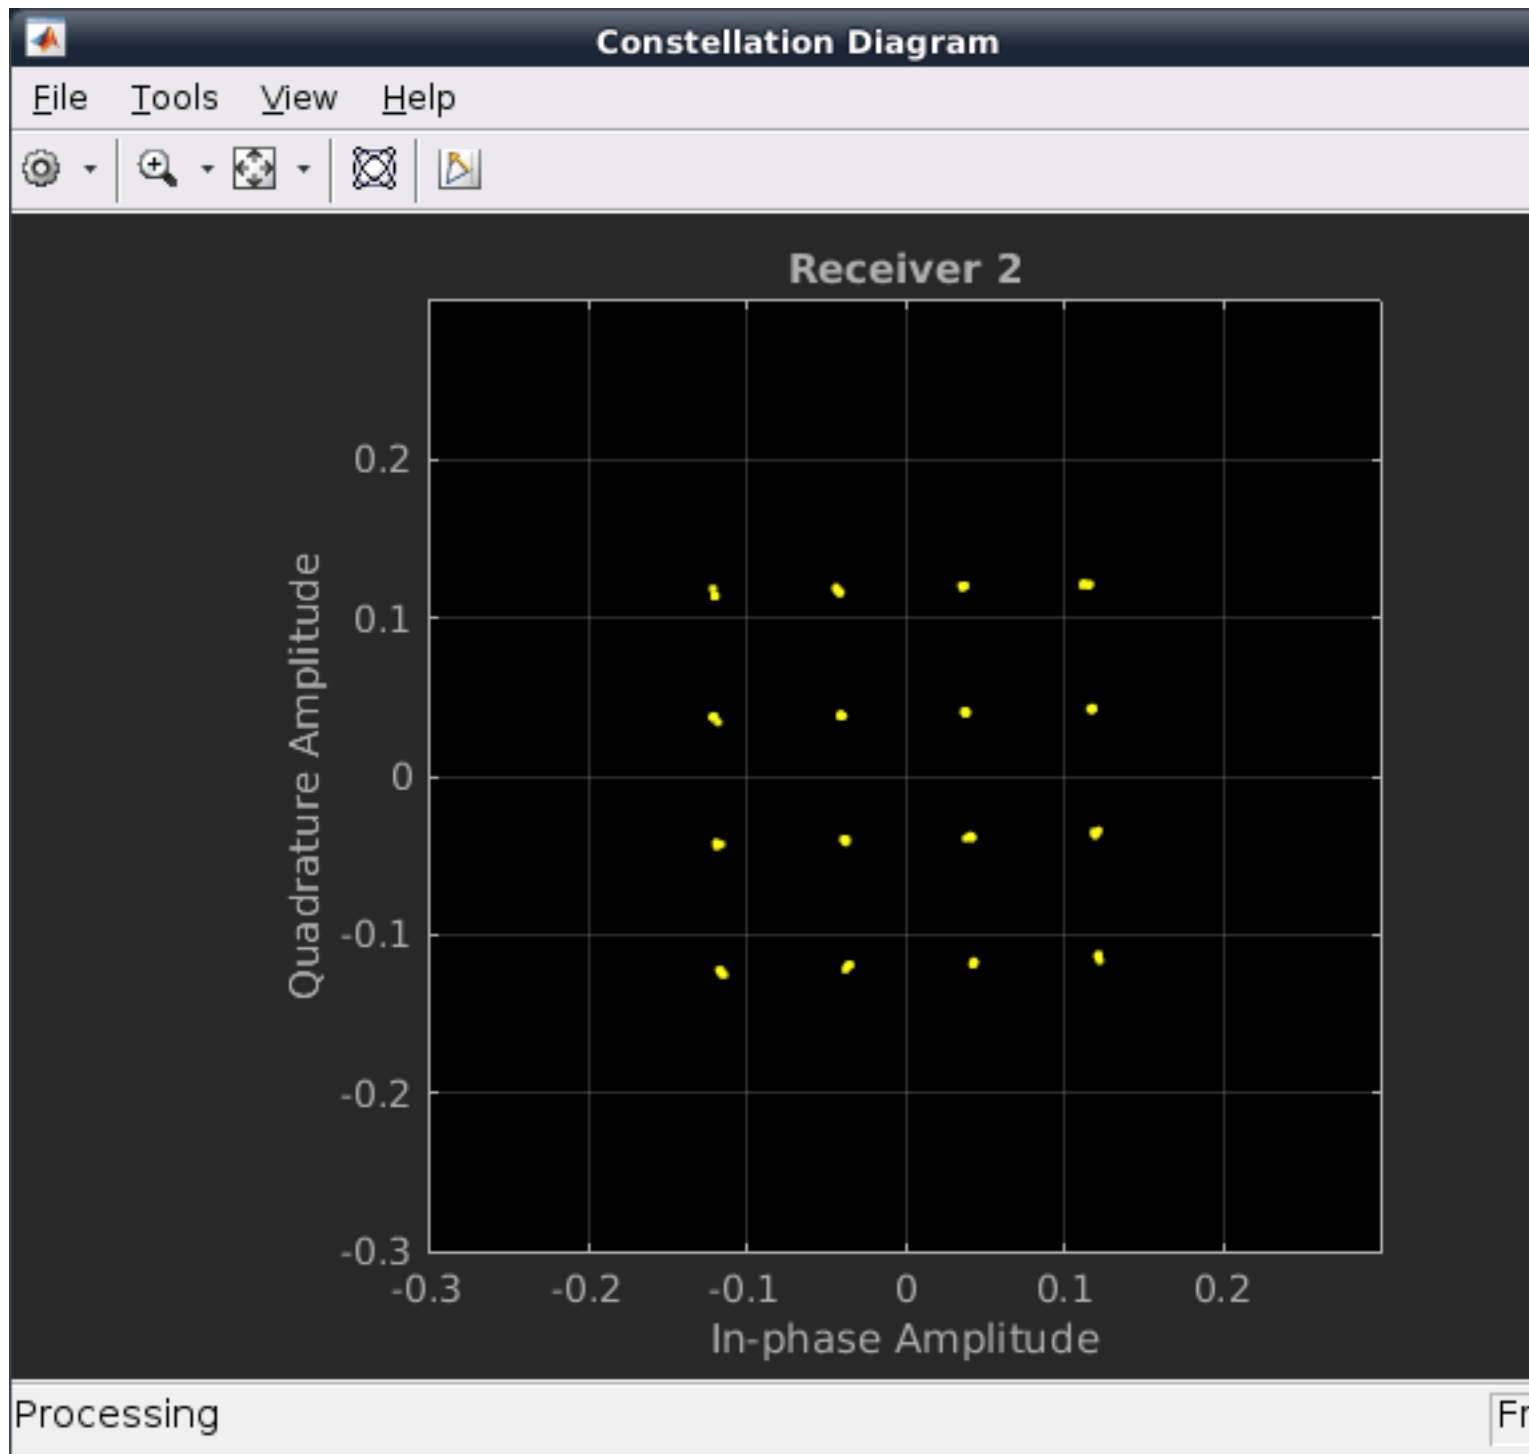 Constellation Diagram
File Tools View Help
Receiver 2
Quadrature Amplitude
0.2
0.1
0
-0.1
-0.2
-0.3
-0.3 -0.2 -0.1 0 0.1 0.2
In-phase Amplitude
Processing
Fr